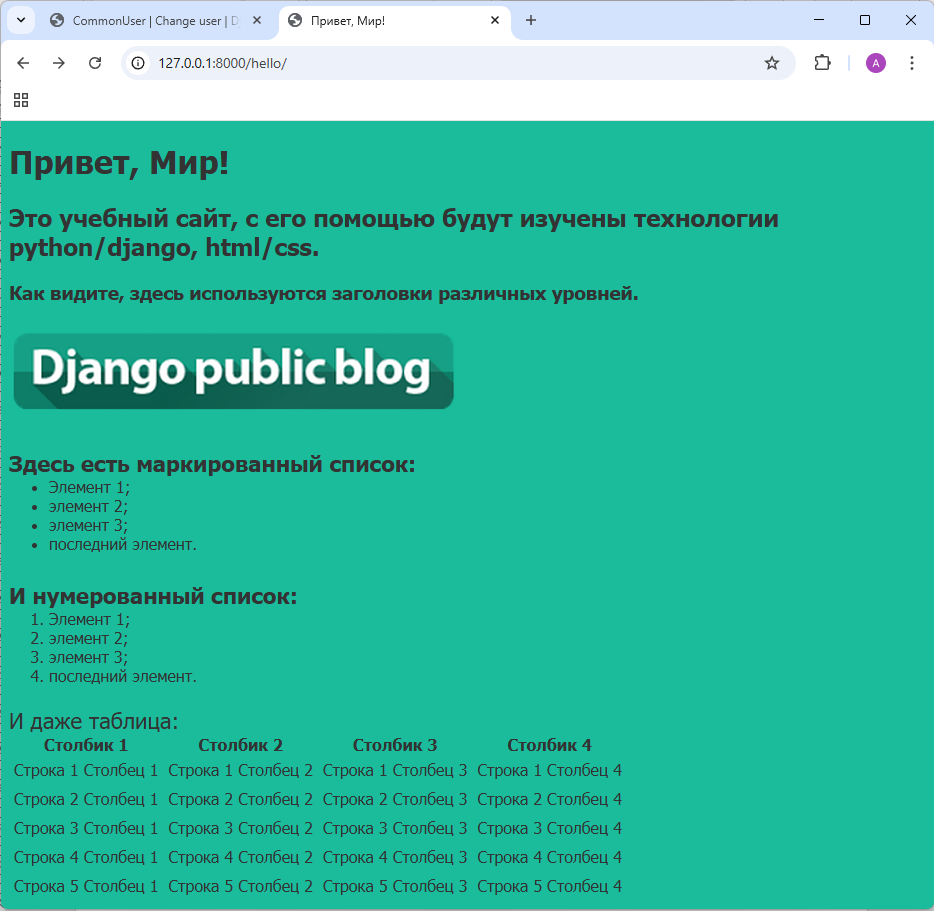 CommonUser | Change user | D
Привет, Мир!
127.0.0.1:8000/hello/
A
Привет, Мир!
Это учебный сайт, с его помощью будут изучены технологии
python/django, html/css.
Как видите, здесь используются заголовки различных уровней.
Django public blog
Здесь есть маркированный список:
• Элемент 1;
• элемент 2;
• элемент 3;
• последний элемент.
И нумерованный список:
1. Элемент 1;
2. элемент 2;
3. элемент 3;
4. последний элемент.
И даже таблица:
Столбик 1 Столбик 2 Столбик 3 Столбик 4
Строка 1 Столбец 1 Строка 1 Столбец 2 Строка 1 Столбец 3 Строка 1 Столбец 4
Строка 2 Столбец 1 Строка 2 Столбец 2 Строка 2 Столбец 3 Строка 2 Столбец 4
Строка 3 Столбец 1 Строка 3 Столбец 2 Строка 3 Столбец 3 Строка 3 Столбец 4
Строка 4 Столбец 1 Строка 4 Столбец 2 Строка 4 Столбец 3 Строка 4 Столбец 4
Строка 5 Столбец 1 Строка 5 Столбец 2 Строка 5 Столбец 3 Строка 5 Столбец 4